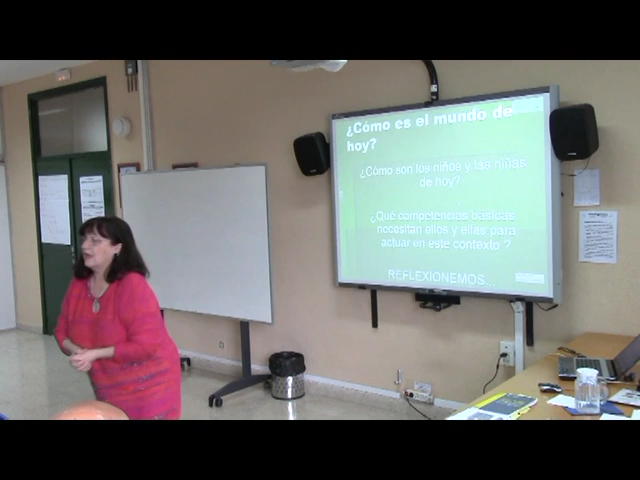 ¿Cómo es el mundo de
hoy?
¿Cómo son los niños y las niñas
de hoy?
¿Qué competencias básicas
necesitan ellos y ellas para
actuar en este contexto ?
REFLEXIONEMOS...